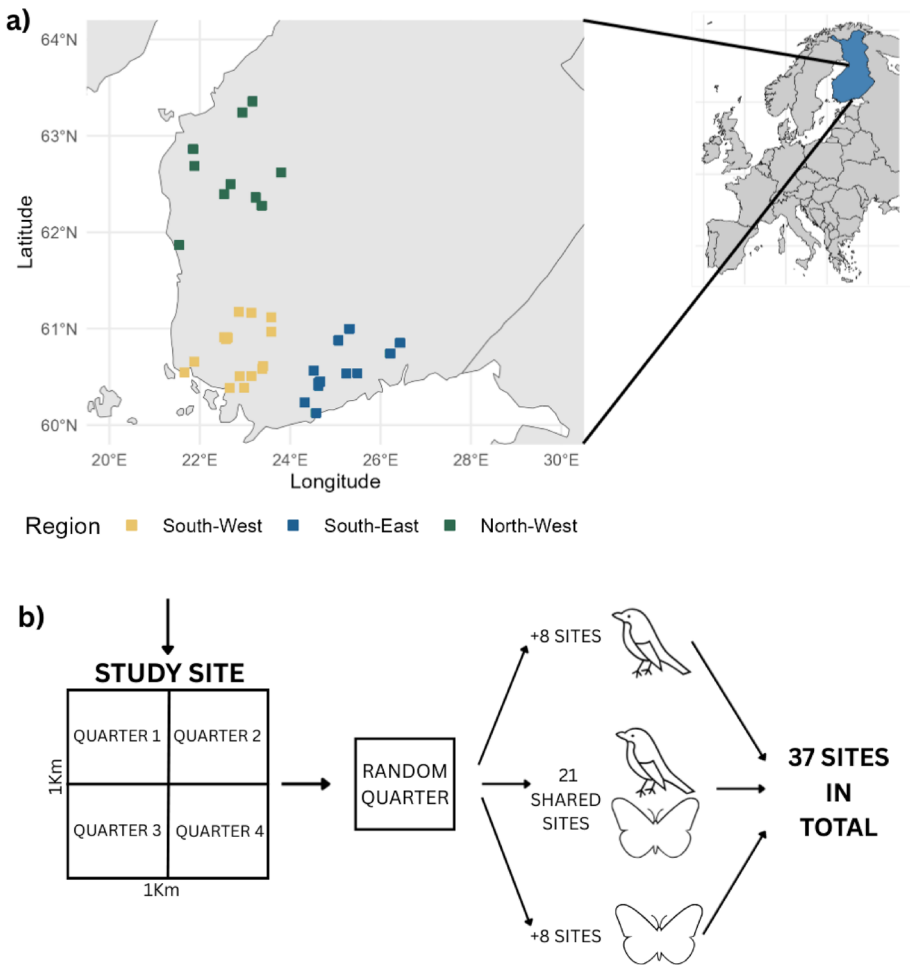 a)
64°N
63°N
62°N
61°N
60°N
Latitude
20°E 22°E 24°E 26°E 28°E 30°E
Longitude
Region South-West South-East North-West
b)
STUDY SITE
QUARTER 1 QUARTER 2
QUARTER 3 QUARTER 4
1Km
1Km
RANDOM
QUARTER
+8 SITES
21
SHARED
SITES
+8 SITES
37 SITES
IN
TOTAL